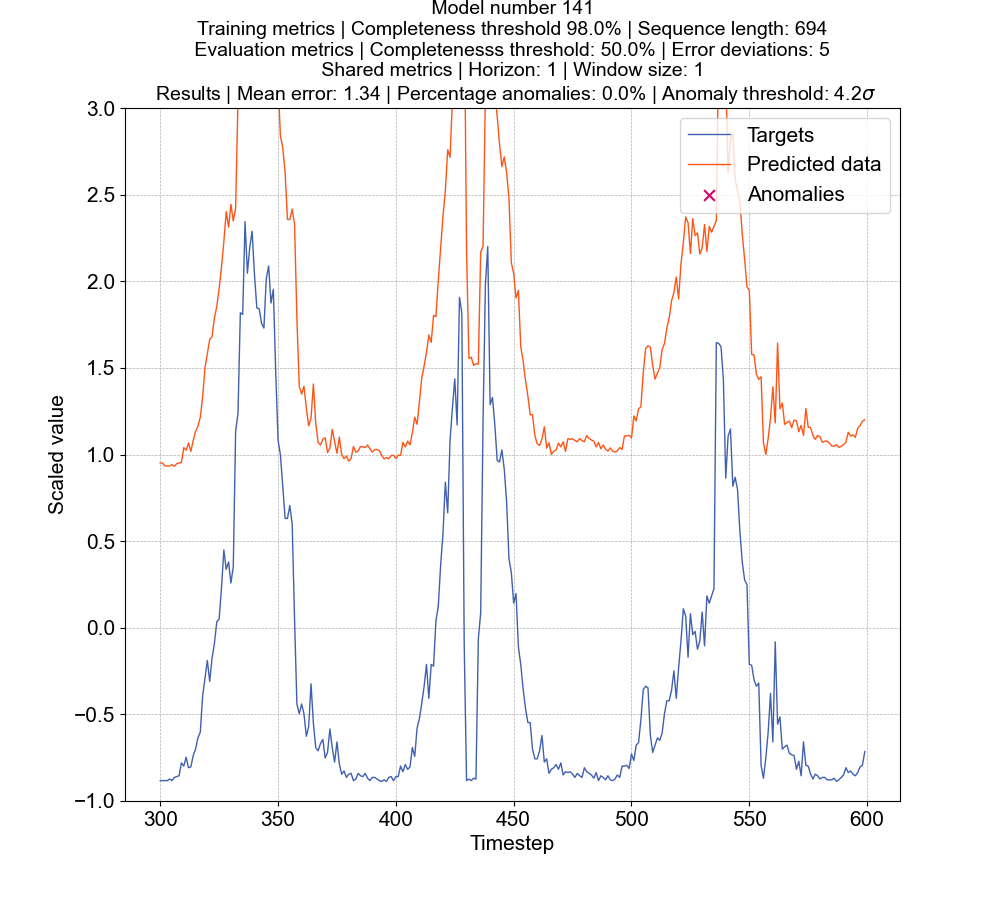 Model number 141
Training metrics | Completeness threshold 98.0% | Sequence length: 694
Evaluation metrics | Completenesss threshold: 50.0% | Error deviations: 5
Shared metrics | Horizon: 1 | Window size: 1
Results | Mean error: 1.34 | Percentage anomalies: 0.0% | Anomaly threshold: 4.2σ
Targets
Predicted data
Anomalies
Scaled value
3.0
2.5
2.0
1.5
1.0
0.5
0.0
−0.5
−1.0
300 350 400 450 500 550 600
Timestep